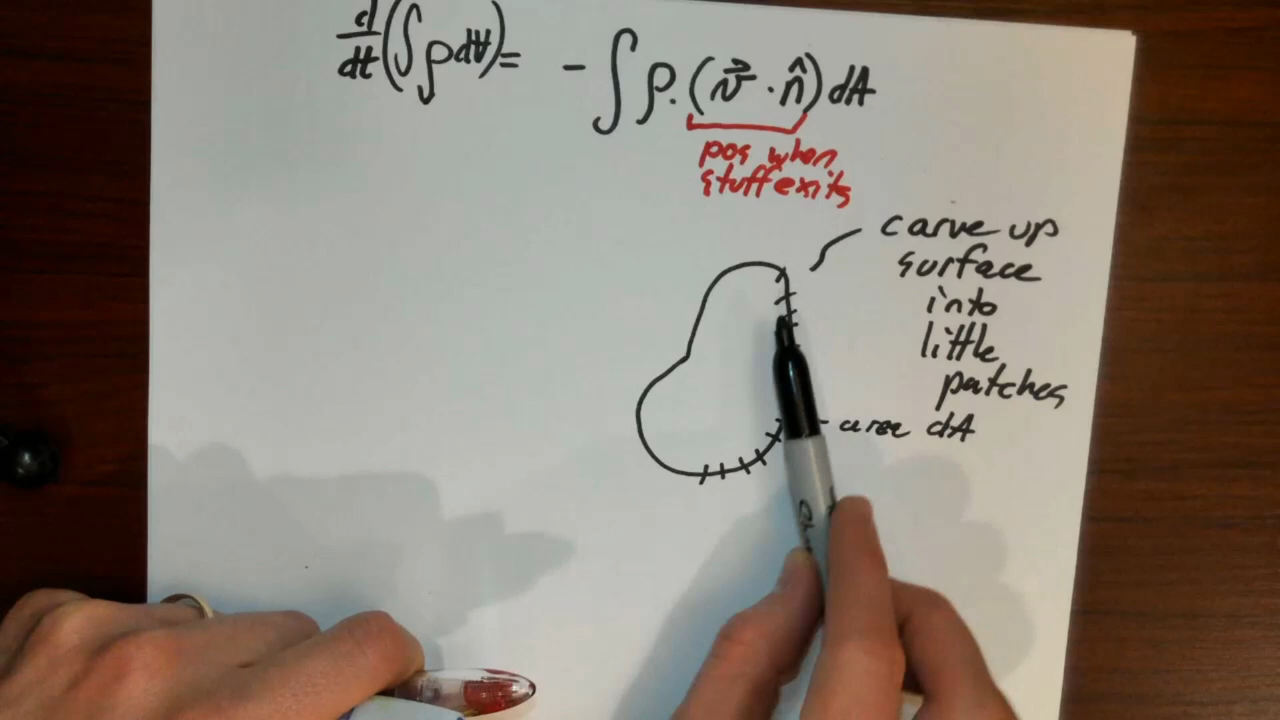 d/dt(∫ρdV)= -∫ρ·(v⃗·n̂)dA
pos when
stuff exits
carve up
surface
into
little
patches
area dA